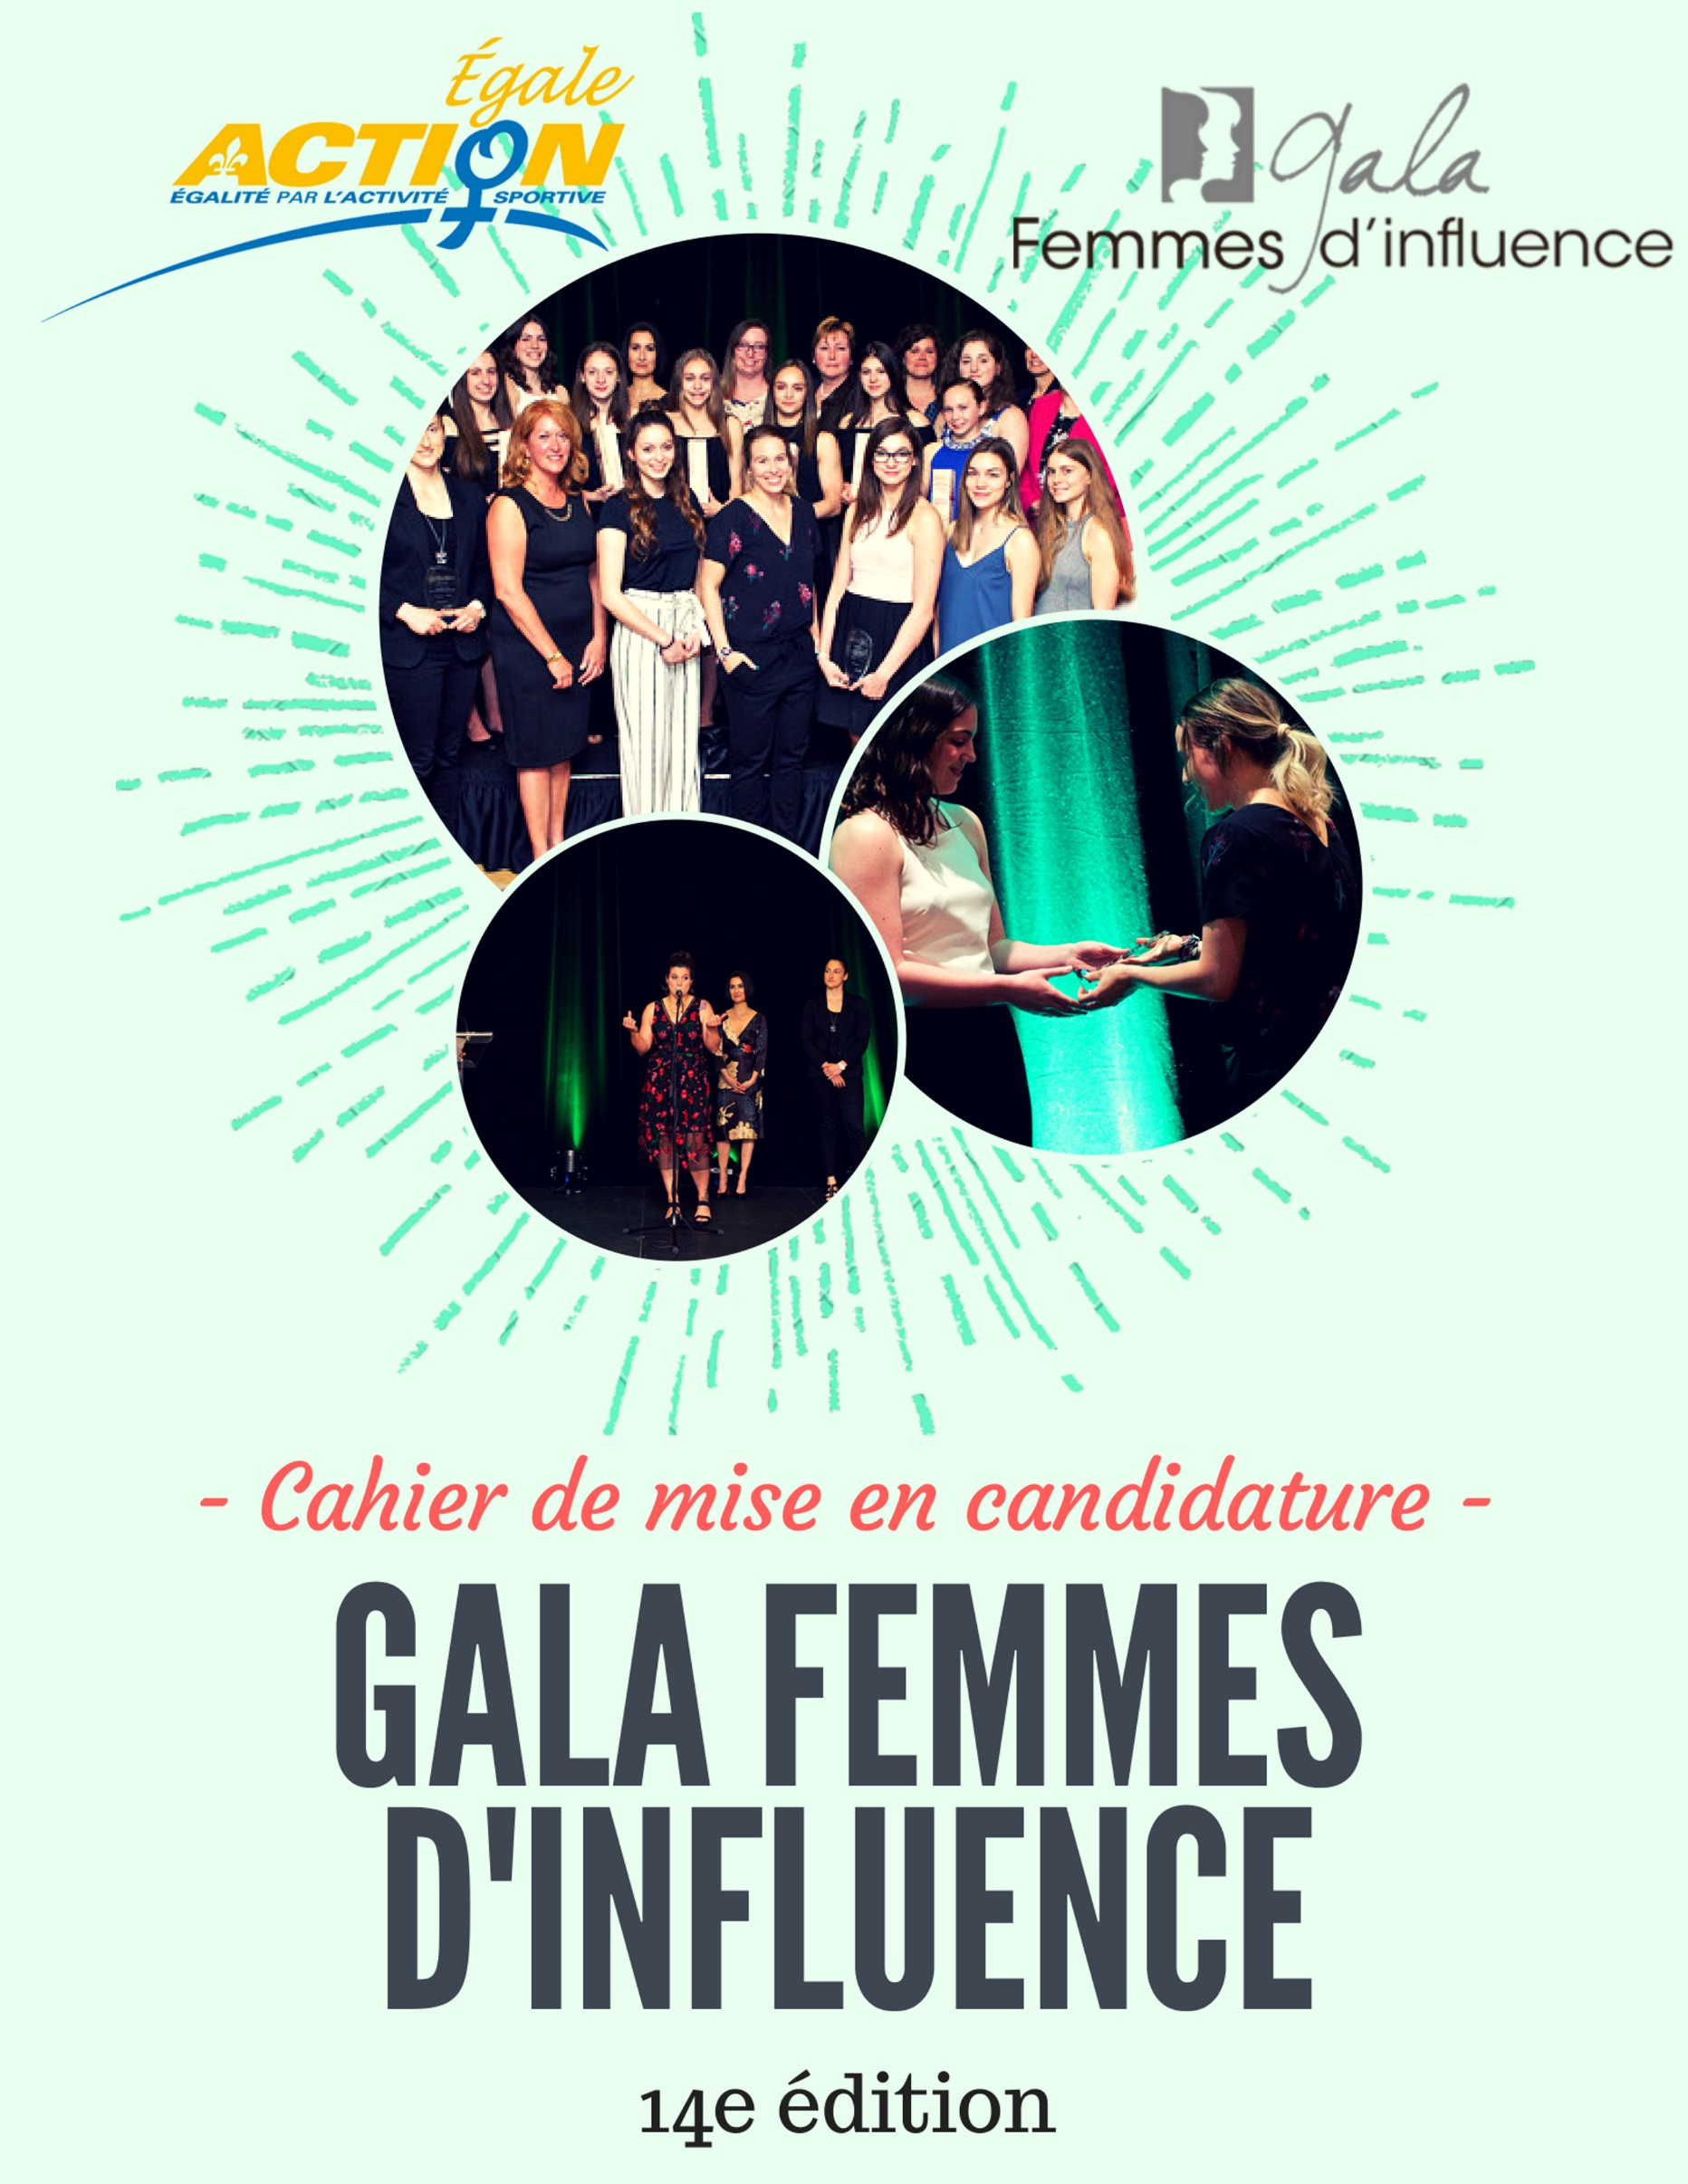 Égale
ACTION
ÉGALITÉ PAR L'ACTIVITÉ SPORTIVE
gala
Femmes d'influence
- Cahier de mise en candidature -
GALA FEMMES
D'INFLUENCE
14e édition